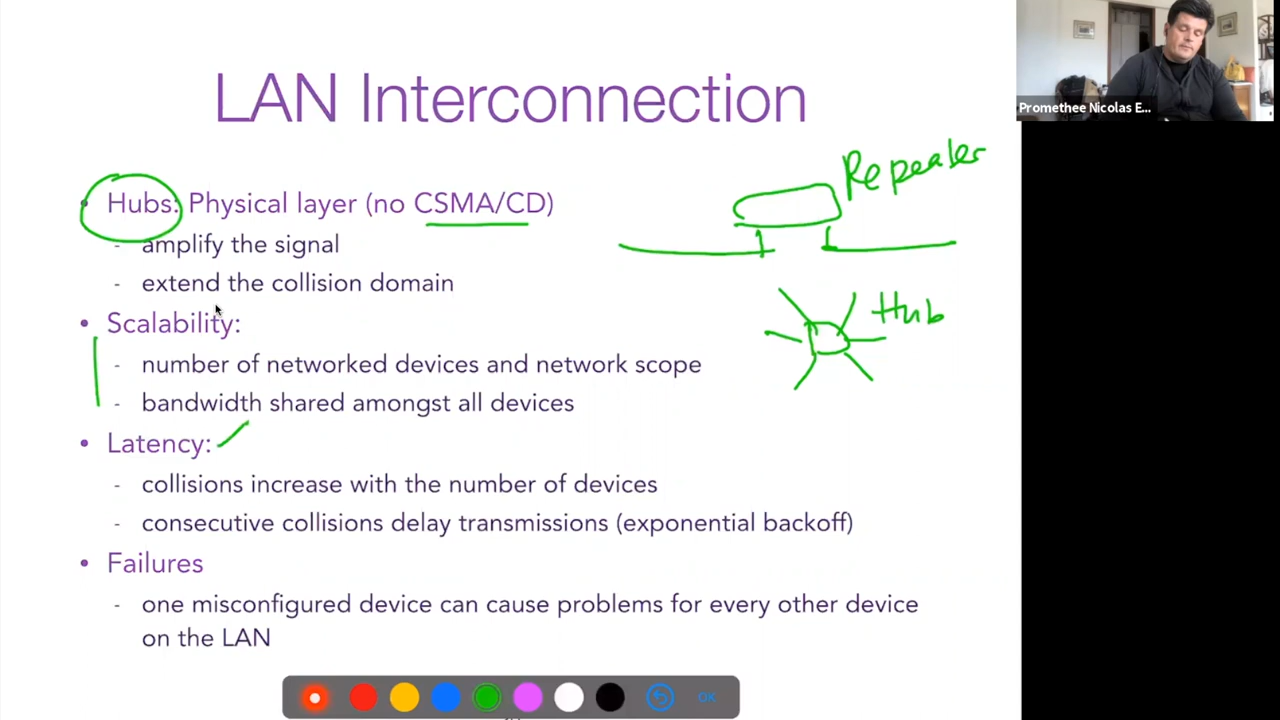 LAN Interconnection
Promethee Nicolas E...
Repeater
• Hubs: Physical layer (no CSMA/CD)
- amplify the signal
- extend the collision domain
Hub
• Scalability:
- number of networked devices and network scope
- bandwidth shared amongst all devices
• Latency:
- collisions increase with the number of devices
- consecutive collisions delay transmissions (exponential backoff)
• Failures
- one misconfigured device can cause problems for every other device
on the LAN
OK